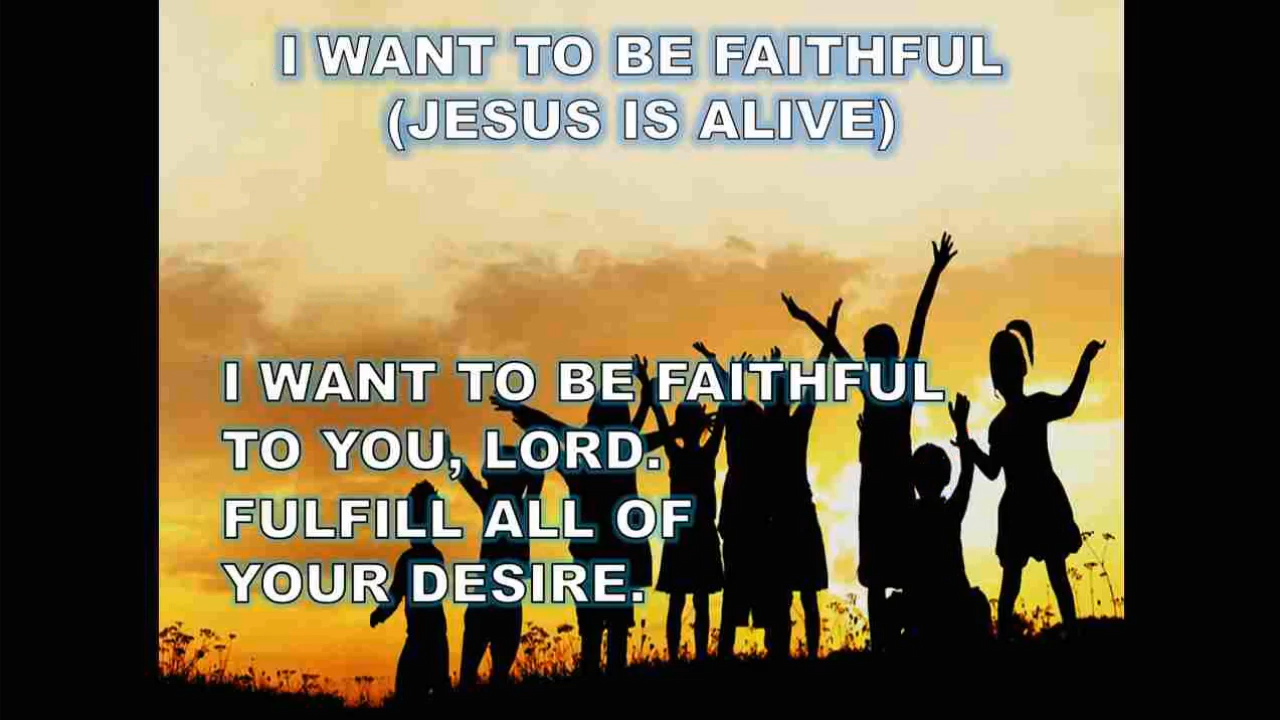 I WANT TO BE FAITHFUL
(JESUS IS ALIVE)
I WANT TO BE FAITHFUL
TO YOU, LORD.
FULFILL ALL OF
YOUR DESIRE.